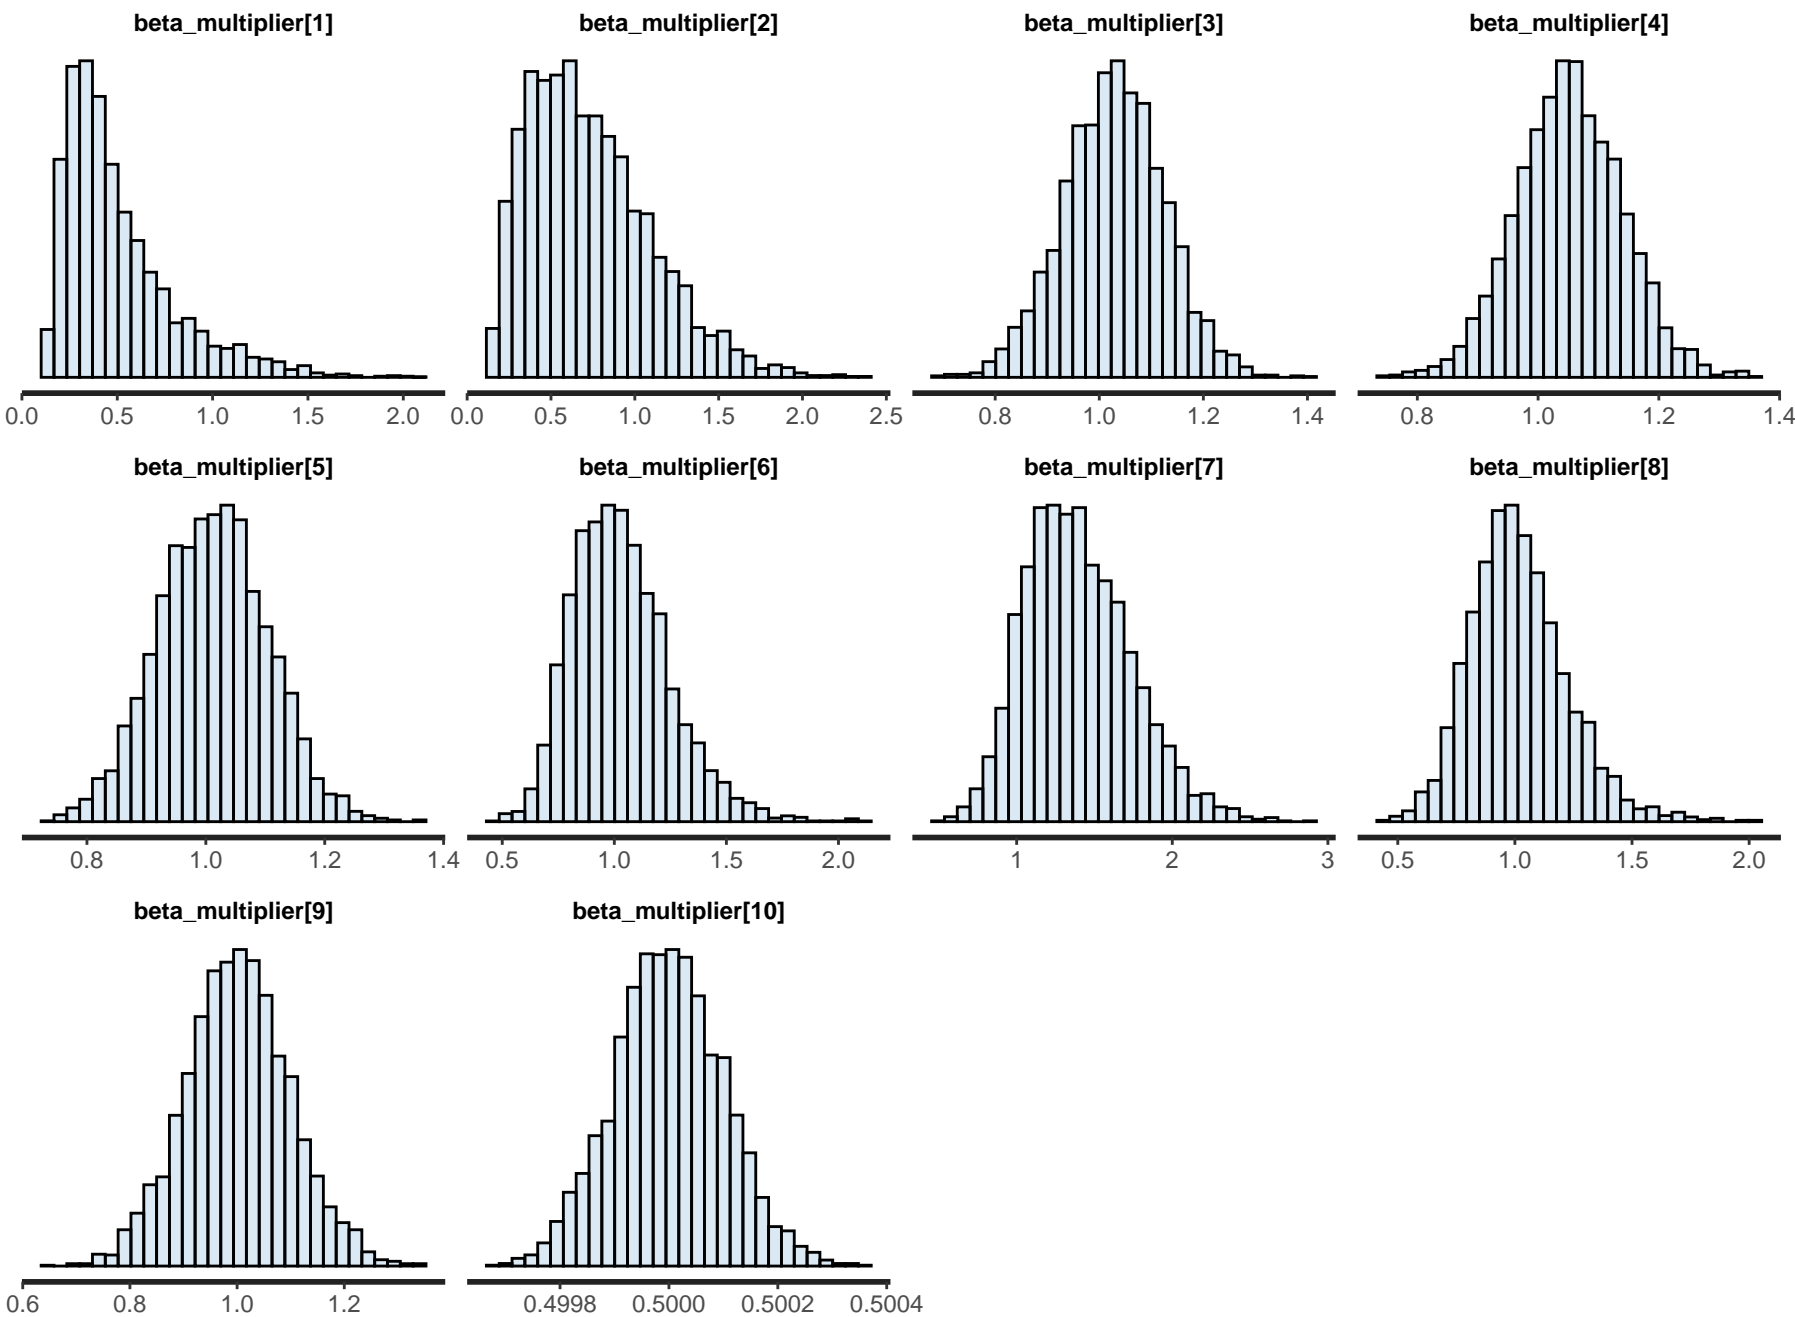 beta_multiplier[1] beta_multiplier[2] beta_multiplier[3] beta_multiplier[4]
0.0 0.5 1.0 1.5 2.0 0.0 0.5 1.0 1.5 2.0 2.5 0.8 1.0 1.2 1.4 0.8 1.0 1.2 1.4
beta_multiplier[5] beta_multiplier[6] beta_multiplier[7] beta_multiplier[8]
0.8 1.0 1.2 1.4 0.5 1.0 1.5 2.0 1 2 3 0.5 1.0 1.5 2.0
beta_multiplier[9] beta_multiplier[10]
0.6 0.8 1.0 1.2 0.4998 0.5000 0.5002 0.5004